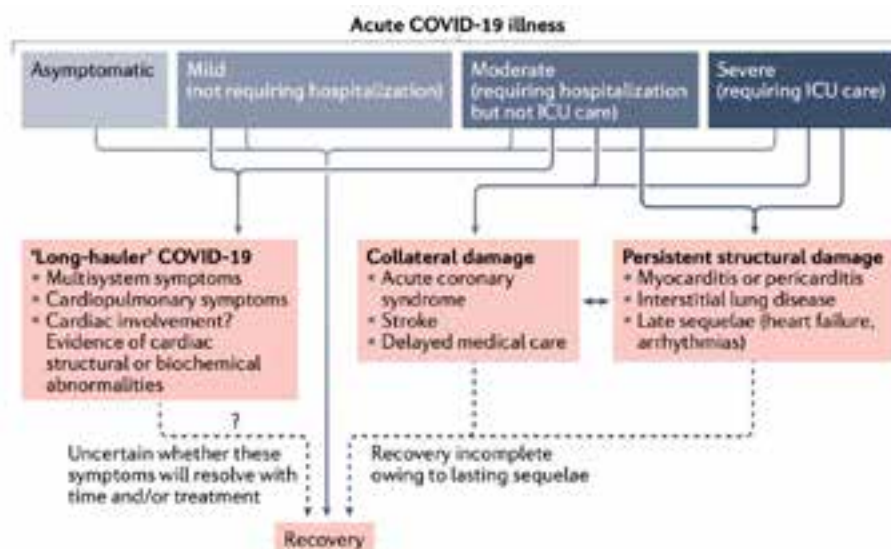 Acute COVID-19 illness
Asymptomatic
Mild
(not requiring hospitalization)
Moderate
(requiring hospitalization
but not ICU care)
Severe
(requiring ICU care)
'Long-hauler' COVID-19
• Multisystem symptoms
• Cardiopulmonary symptoms
• Cardiac involvement?
Evidence of cardiac
structural or biochemical
abnormalities
Collateral damage
• Acute coronary
syndrome
• Stroke
• Delayed medical care
Persistent structural damage
• Myocarditis or pericarditis
• Interstitial lung disease
• Late sequelae (heart failure,
arrhythmias)
?
Uncertain whether these
symptoms will resolve with
time and/or treatment
Recovery incomplete
owing to lasting sequelae
Recovery